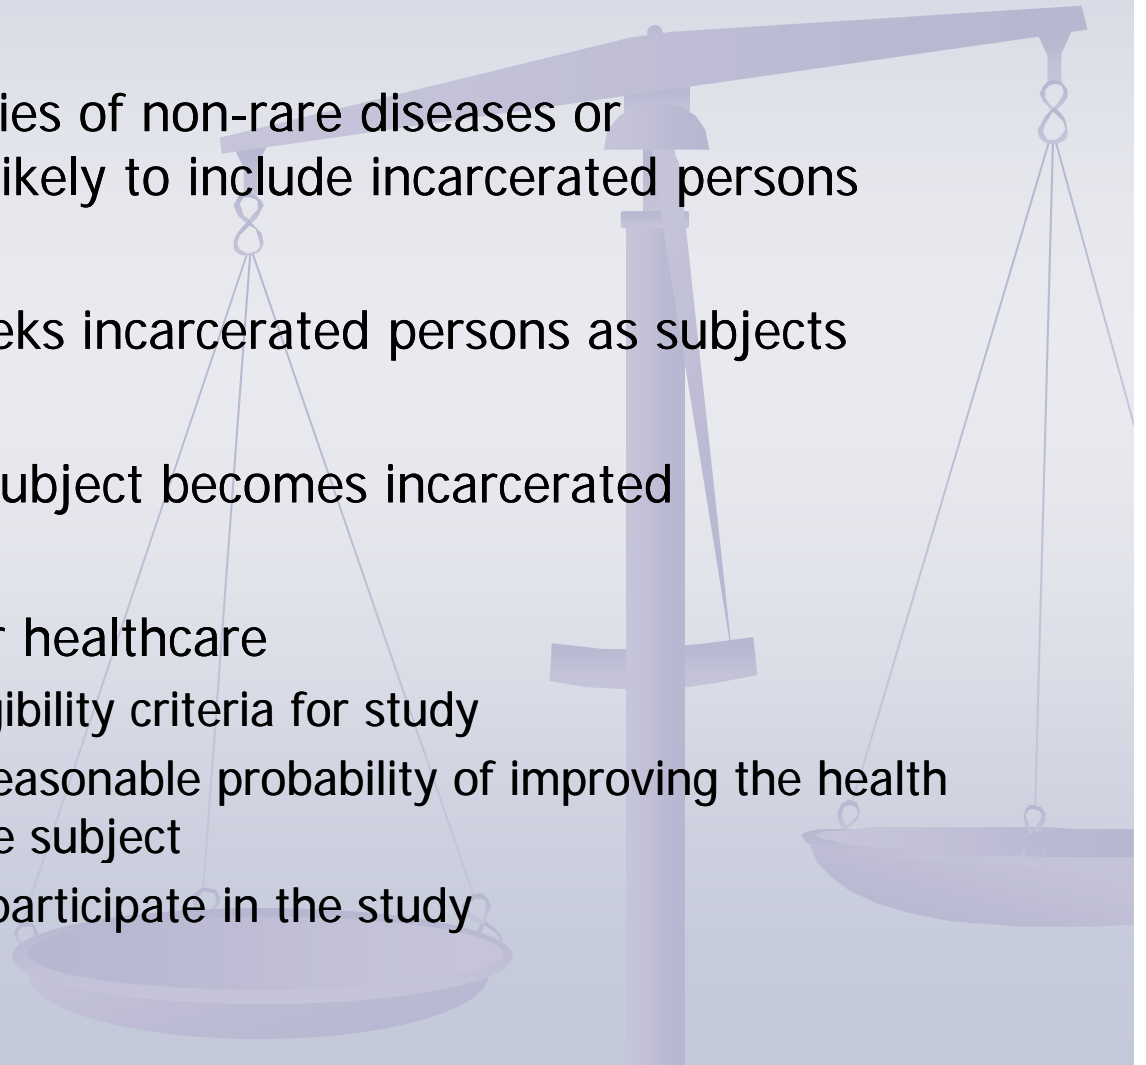 ies of non-rare diseases or
ikely to include incarcerated persons
eks incarcerated persons as subjects
ubject becomes incarcerated
r healthcare
gibility criteria for study
easonable probability of improving the health
e subject
participate in the study